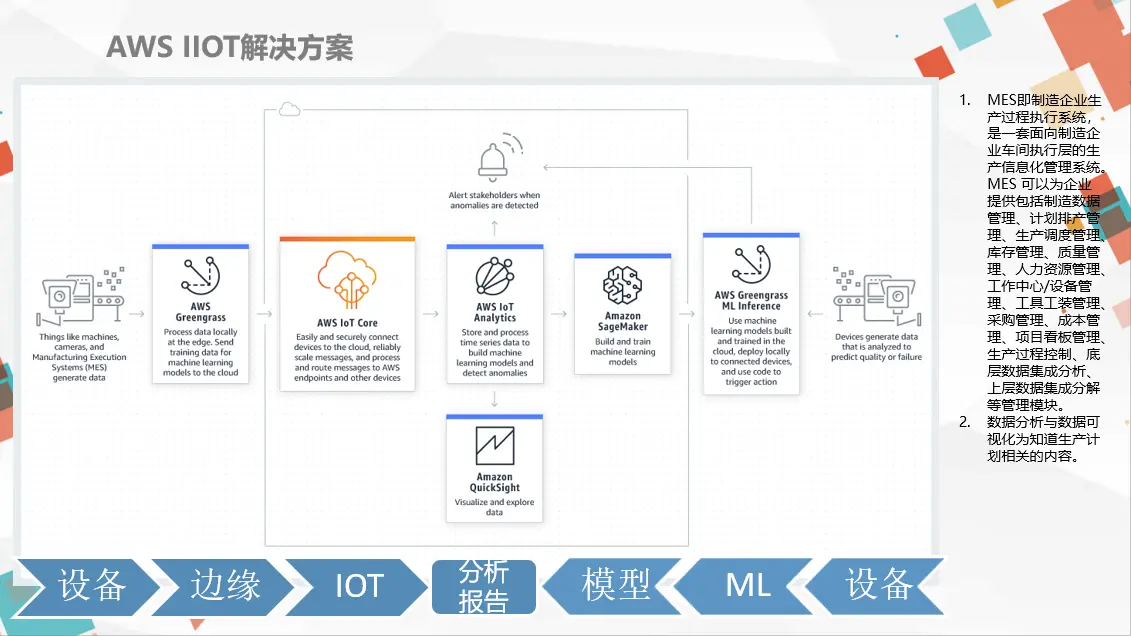 AWS IIOT解决方案
Alert stakeholders when
anomalies are detected
Things like machines,
cameras, and
Manufacturing Execution
Systems (MES)
generate data
AWS
Greengrass
Process data locally
at the edge. Send
training data for
machine learning
models to the cloud
AWS IoT Core
Easily and securely connect
devices to the cloud, reliably
scale messages, and process
and route messages to AWS
endpoints and other devices
AWS IoT
Analytics
Store and process
time series data to
build machine
learning models and
detect anomalies
Amazon
SageMaker
Build and train
machine learning
models
AWS Greengrass
ML Inference
Use machine
learning models built
and trained in the
cloud, deploy locally
to connected devices,
and use code to
trigger action
Devices generate data
that is analyzed to
predict quality or failure
Amazon
QuickSight
Visualize and explore
data
1. MES即制造企业生
产过程执行系统，
是一套面向制造企
业车间执行层的生
产信息化管理系统。
MES 可以为企业
提供包括制造数据
管理、计划排产管
理、生产调度管理、
库存管理、质量管
理、人力资源管理、
工作中心/设备管
理、工具工装管理、
采购管理、成本管
理、项目看板管理、
生产过程控制、底
层数据集成分析、
上层数据集成分解
等管理模块。
2. 数据分析与数据可
视化为知道生产计
划相关的内容。
设备
边缘
IOT
分析
报告
模型
ML
设备